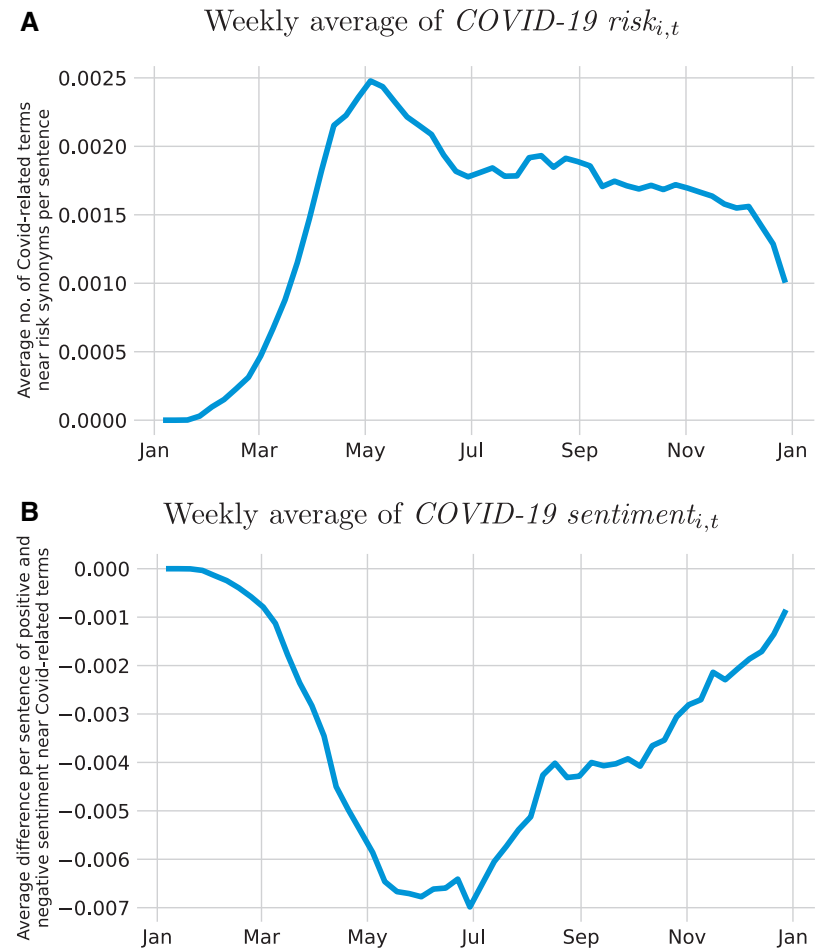 A
Weekly average of COVID-19 risk_{i,t}
Average no. of Covid-related terms
near risk synonyms per sentence
0.0025
0.0020
0.0015
0.0010
0.0005
0.0000
Jan Mar May Jul Sep Nov Jan
B
Weekly average of COVID-19 sentiment_{i,t}
Average difference per sentence of positive and
negative sentiment near Covid-related terms
0.000
−0.001
−0.002
−0.003
−0.004
−0.005
−0.006
−0.007
Jan Mar May Jul Sep Nov Jan